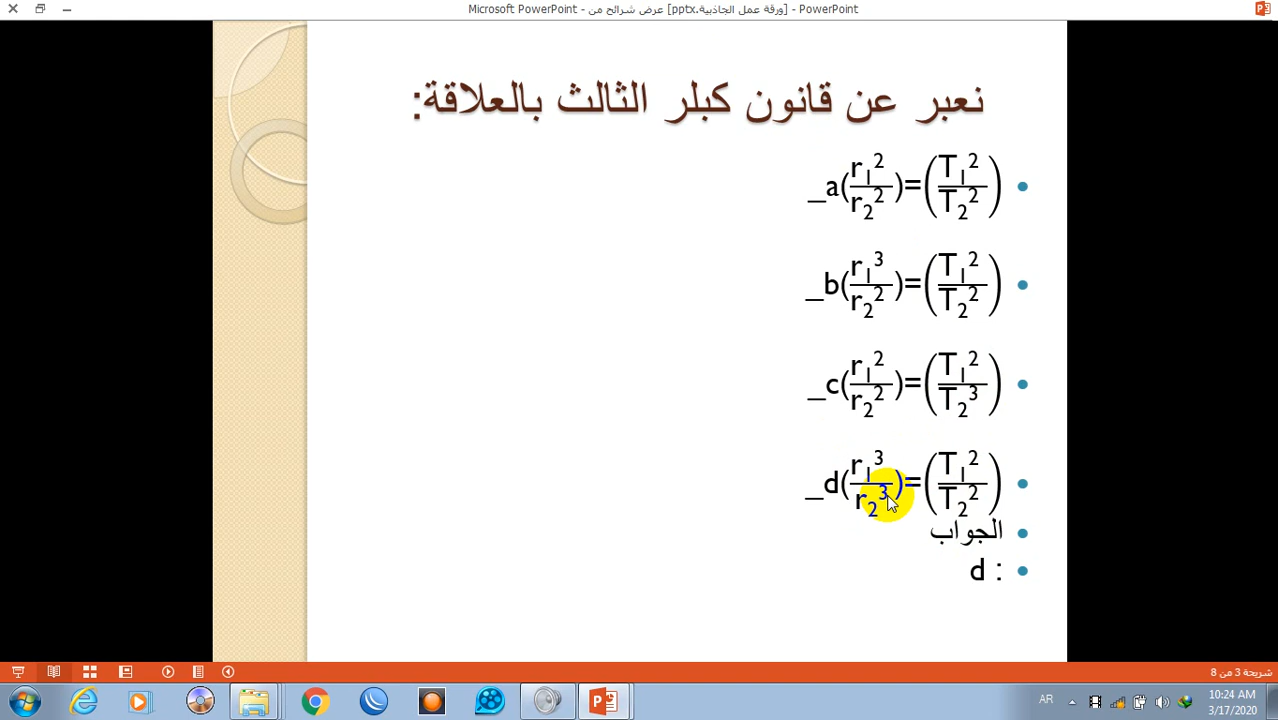 عرض شرائح من PowerPoint - [ورقة عمل الجاذبية.pptx] - Microsoft PowerPoint
نعبر عن قانون كبلر الثالث بالعلاقة:
_a(r₁²/r₂²)=(T₁²/T₂²)
_b(r₁³/r₂²)=(T₁²/T₂²)
_c(r₁²/r₂²)=(T₁²/T₂³)
_d(r₁³/r₂³)=(T₁²/T₂²)
الجواب
d :
شريحة 3 من 8
AR
10:24 AM
3/17/2020